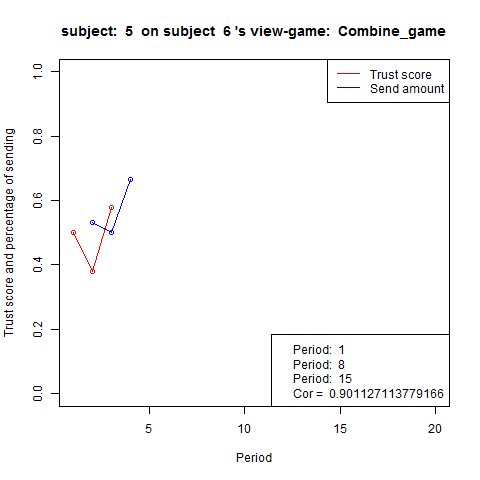 subject:  5  on subject  6 's view-game:  Combine_game
Trust score
Send amount
Trust score and percentage of sending
1.0
0.8
0.6
0.4
0.2
0.0
Period:  1
Period:  8
Period:  15
Cor =  0.901127113779166
5
10
15
20
Period